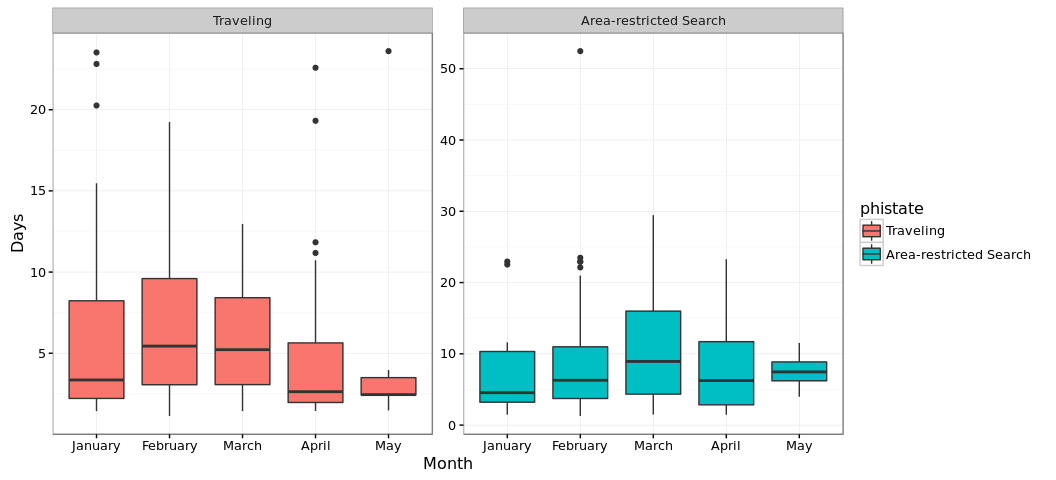 Traveling
Area-restricted Search
Days
20
15
10
5
50
40
30
20
10
0
January February March April May
January February March April May
Month
phistate
Traveling
Area-restricted Search